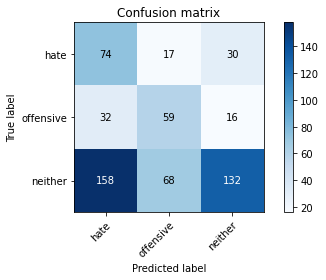 Confusion matrix
True label
hate 74 17 30
offensive 32 59 16
neither 158 68 132
hate offensive neither
Predicted label
140
120
100
80
60
40
20